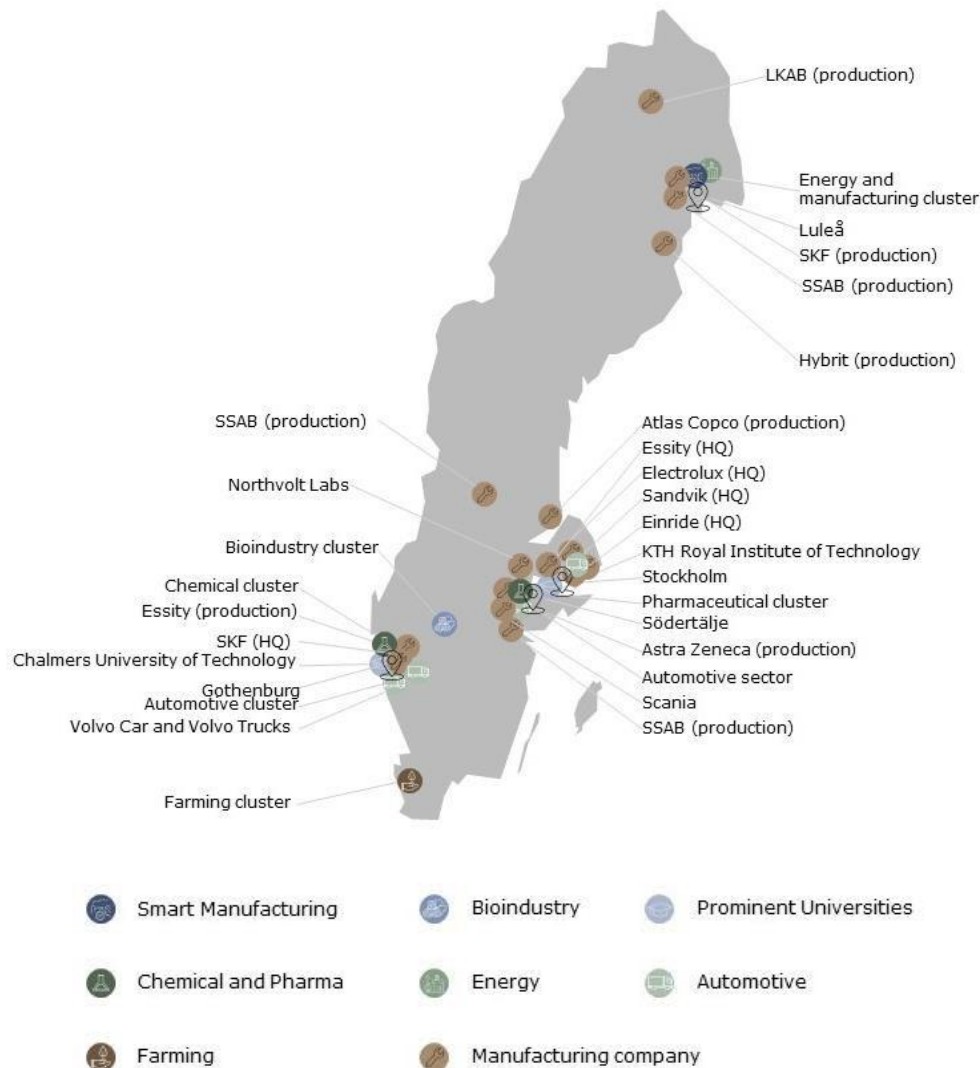 LKAB (production)
Energy and
manufacturing cluster
Luleå
SKF (production)
SSAB (production)
Hybrit (production)
SSAB (production)
Northvolt Labs
Bioindustry cluster
Chemical cluster
Essity (production)
SKF (HQ)
Chalmers University of Technology
Gothenburg
Automotive cluster
Volvo Car and Volvo Trucks
Farming cluster
Atlas Copco (production)
Essity (HQ)
Electrolux (HQ)
Sandvik (HQ)
Einride (HQ)
KTH Royal Institute of Technology
Stockholm
Pharmaceutical cluster
Södertälje
Astra Zeneca (production)
Automotive sector
Scania
SSAB (production)
Smart Manufacturing
Bioindustry
Prominent Universities
Chemical and Pharma
Energy
Automotive
Farming
Manufacturing company